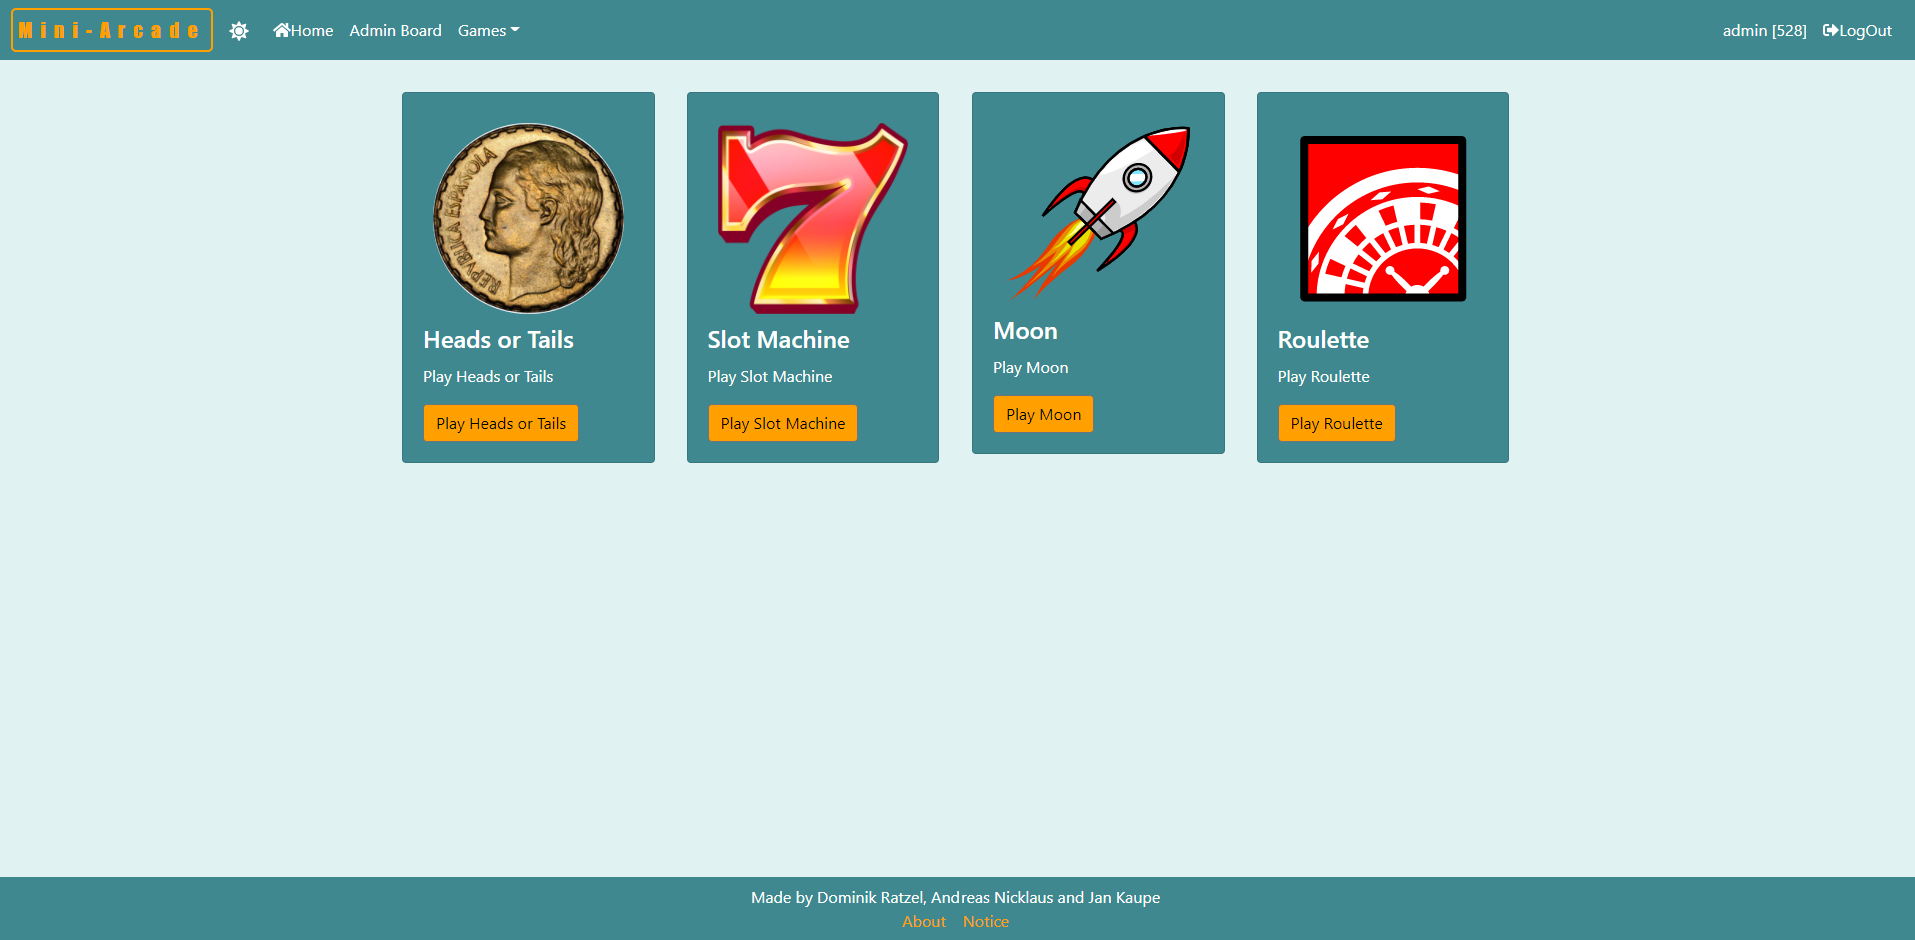 Mini-Arcade
Home
Admin Board
Games
admin [528]
LogOut
REPVBLICA ESPAÑOLA
Heads or Tails
Play Heads or Tails
Play Heads or Tails
Slot Machine
Play Slot Machine
Play Slot Machine
Moon
Play Moon
Play Moon
Roulette
Play Roulette
Play Roulette
Made by Dominik Ratzel, Andreas Nicklaus and Jan Kaupe
About Notice